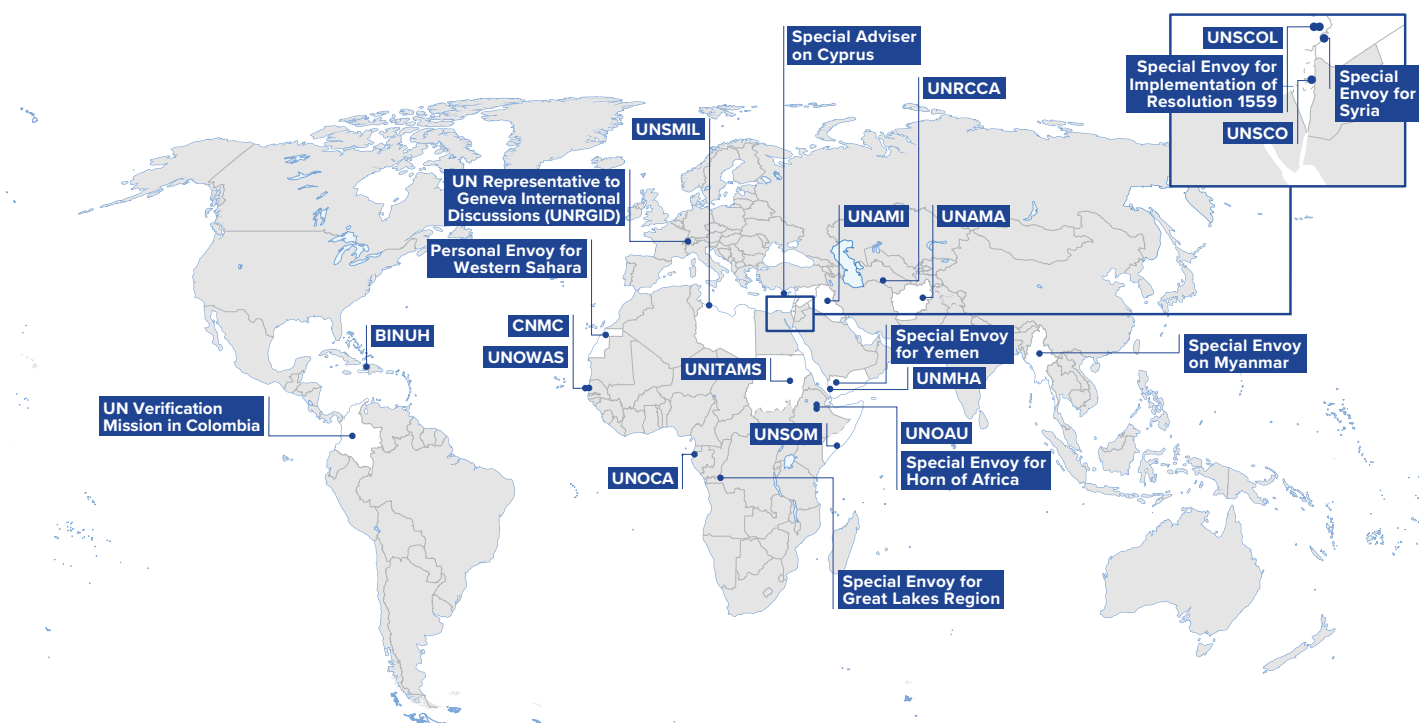 Special Adviser
on Cyprus
UNSCOL
Special Envoy for
Implementation of
Resolution 1559
Special
Envoy for
Syria
UNSCO
UNRCCA
UNSMIL
UN Representative to
Geneva International
Discussions (UNRGID)
UNAMI
UNAMA
Personal Envoy for
Western Sahara
CNMC
BINUH
UNOWAS
UNITAMS
Special Envoy
for Yemen
UNMHA
Special Envoy
on Myanmar
UN Verification
Mission in Colombia
UNSOM
UNOAU
UNOCA
Special Envoy for
Horn of Africa
Special Envoy for
Great Lakes Region